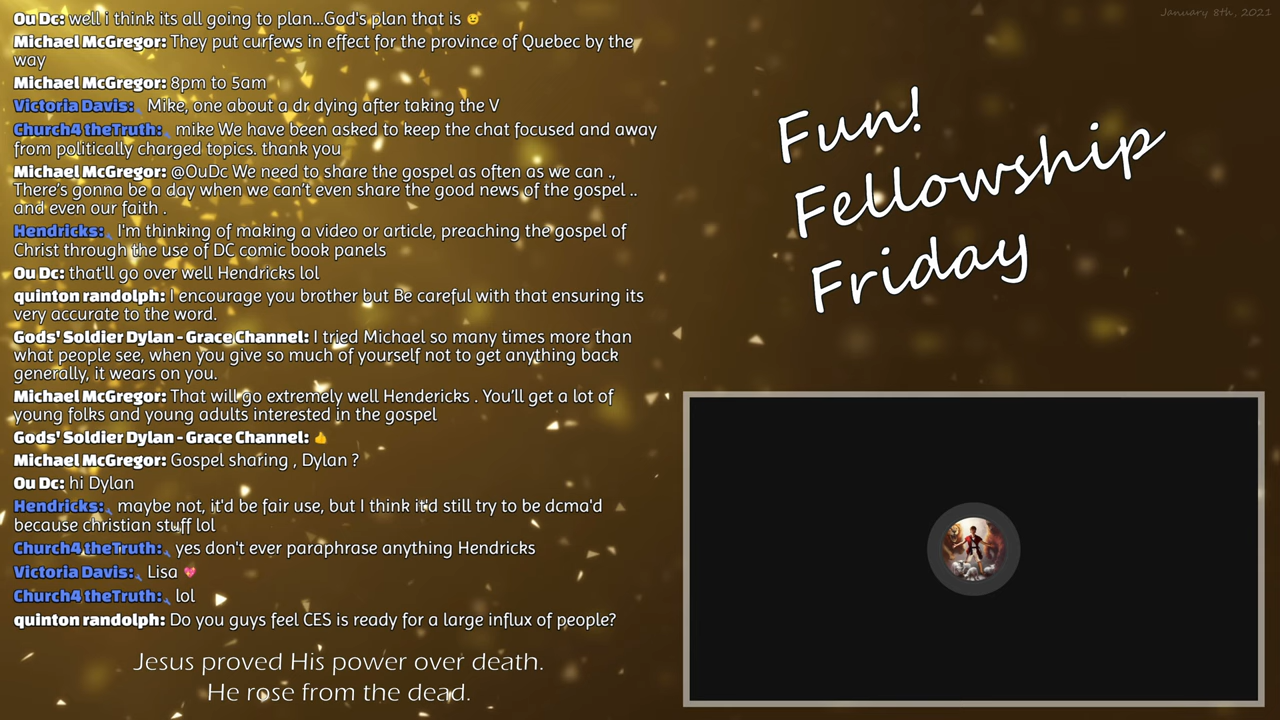 Ou Dc: well i think its all going to plan...God's plan that is 😉
Michael McGregor: They put curfews in effect for the province of Quebec by the
way
Michael McGregor: 8pm to 5am
Victoria Davis: Mike, one about a dr dying after taking the V
Church4 theTruth: mike We have been asked to keep the chat focused and away
from politically charged topics. thank you
Michael McGregor: @OuDc We need to share the gospel as often as we can .,
There's gonna be a day when we can't even share the good news of the gospel ..
and even our faith .
Hendricks: I'm thinking of making a video or article, preaching the gospel of
Christ through the use of DC comic book panels
Ou Dc: that'll go over well Hendricks lol
quinton randolph: I encourage you brother but Be careful with that ensuring its
very accurate to the word.
Gods' Soldier Dylan - Grace Channel: I tried Michael so many times more than
what people see, when you give so much of yourself not to get anything back
generally, it wears on you.
Michael McGregor: That will go extremely well Hendericks . You'll get a lot of
young folks and young adults interested in the gospel
Gods' Soldier Dylan - Grace Channel: 👍
Michael McGregor: Gospel sharing , Dylan ?
Ou Dc: hi Dylan
Hendricks: maybe not, it'd be fair use, but I think it'd still try to be dcma'd
because christian stuff lol
Church4 theTruth: yes don't ever paraphrase anything Hendricks
Victoria Davis: Lisa 💖
Church4 theTruth: lol
quinton randolph: Do you guys feel CES is ready for a large influx of people?
Jesus proved His power over death.
He rose from the dead.
January 8th, 2021
Fun!
Fellowship
Friday